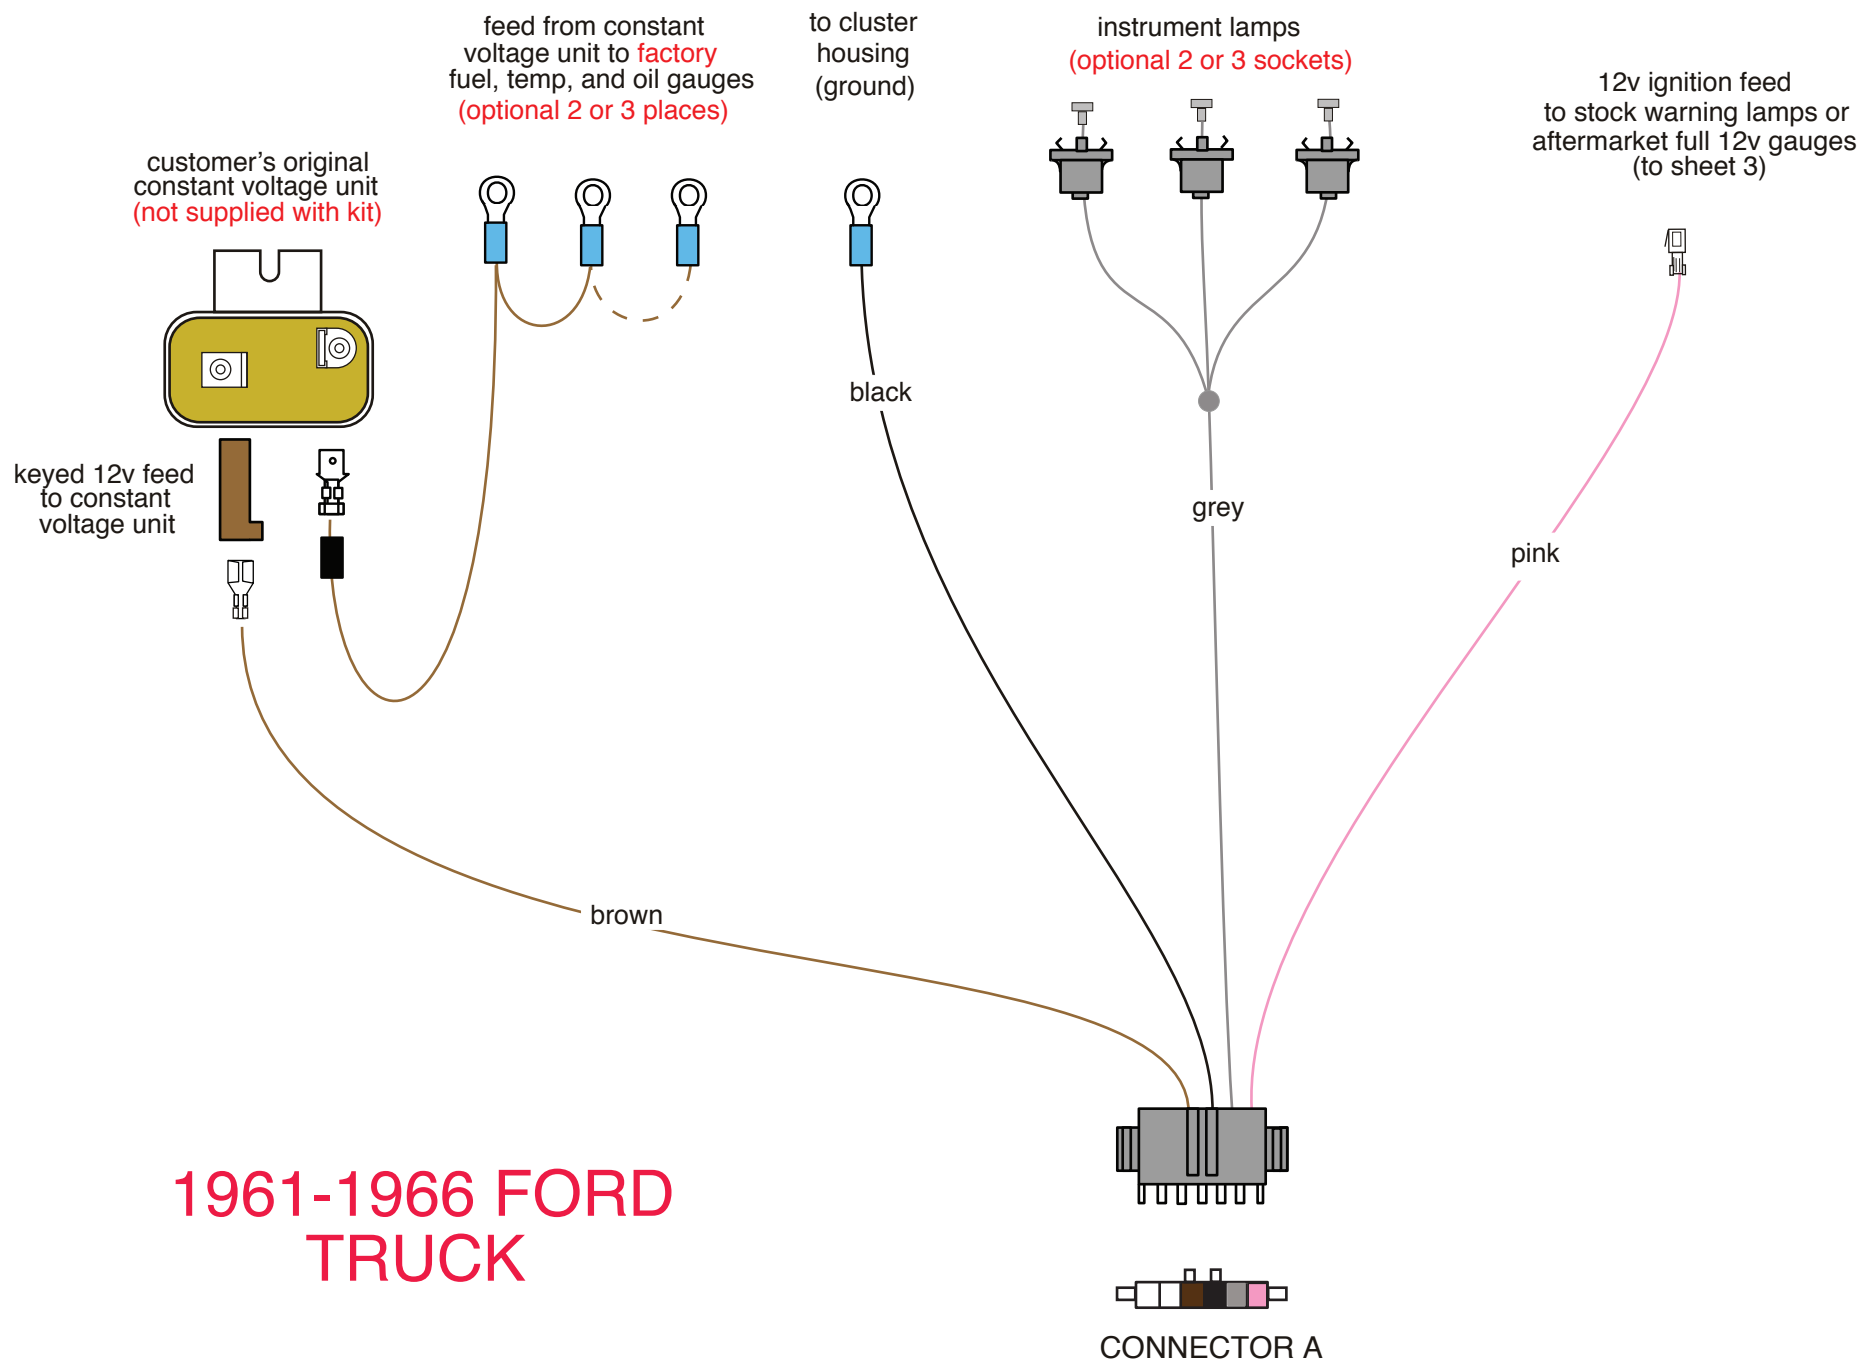 feed from constant
voltage unit to factory
fuel, temp, and oil gauges
(optional 2 or 3 places)
to cluster
housing
(ground)
instrument lamps
(optional 2 or 3 sockets)
12v ignition feed
to stock warning lamps or
aftermarket full 12v gauges
(to sheet 3)
customer's original
constant voltage unit
(not supplied with kit)
black
keyed 12v feed
to constant
voltage unit
grey
pink
brown
1961-1966 FORD
TRUCK
CONNECTOR A